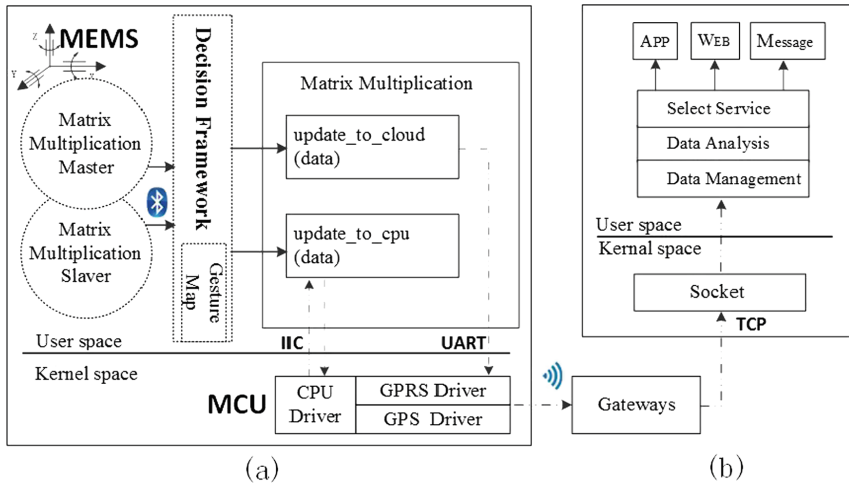 MEMS
Z
Y
X
Matrix
Multiplication
Master
Matrix
Multiplication
Slaver
Decision Framework
Gesture
Map
Matrix Multiplication
update_to_cloud
(data)
update_to_cpu
(data)
User space
IIC
UART
Kernel space
MCU
CPU
Driver
GPRS Driver
GPS Driver
(a)
Gateways
APP
WEB
Message
Select Service
Data Analysis
Data Management
User space
Kernel space
Socket
TCP
(b)